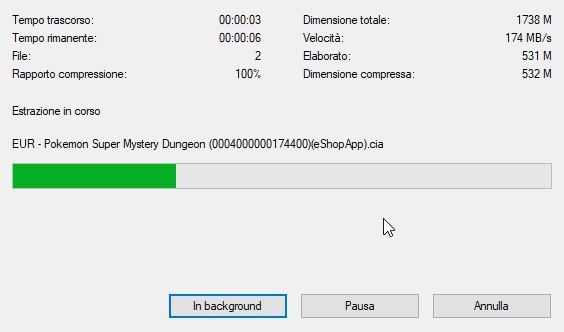 Tempo trascorso: 00:00:03 Dimensione totale: 1738 M
Tempo rimanente: 00:00:06 Velocità: 174 MB/s
File: 2 Elaborato: 531 M
Rapporto compressione: 100% Dimensione compressa: 532 M
Estrazione in corso
EUR - Pokemon Super Mystery Dungeon (0004000000174400)(eShopApp).cia
In background Pausa Annulla